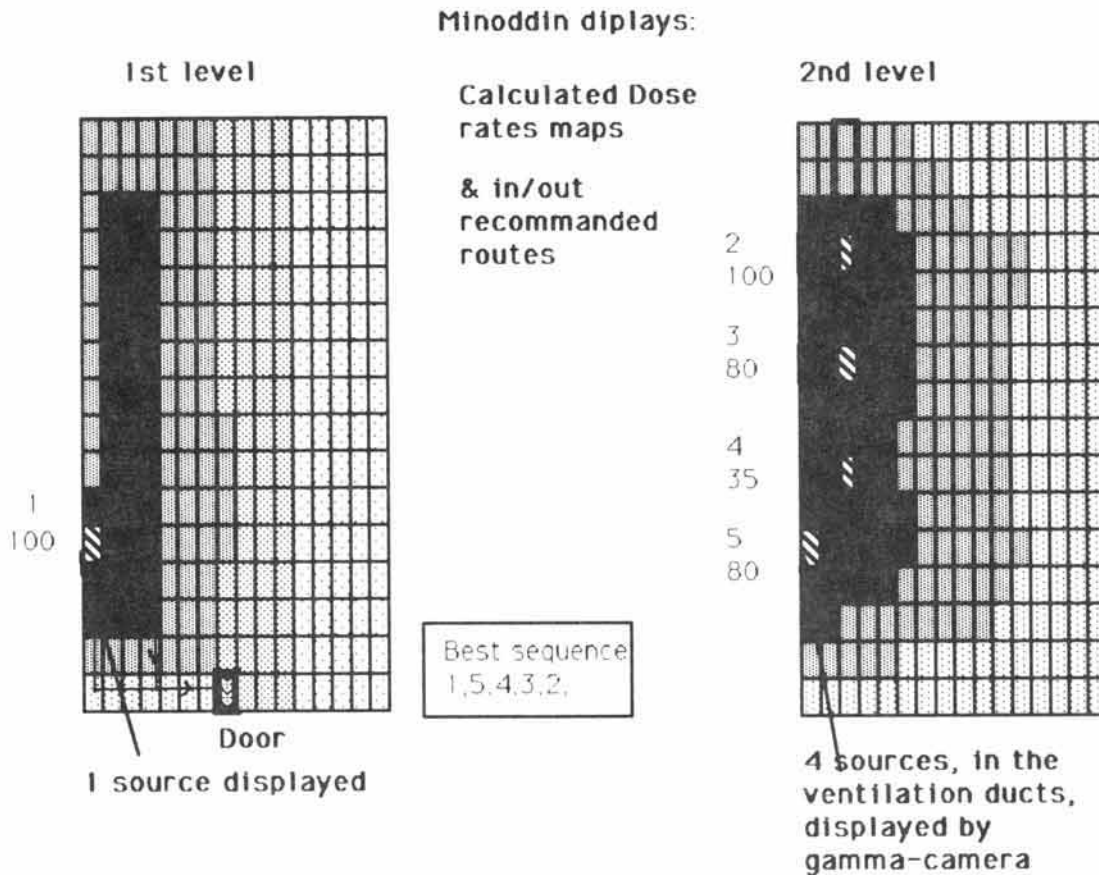 Minoddin diplays:
1st level
Calculated Dose
rates maps
& in/out
recommanded
routes
2nd level
1
100
2
100
3
80
4
35
5
80
Best sequence
1,5,4,3,2,
Door
1 source displayed
4 sources, in the
ventilation ducts,
displayed by
gamma-camera